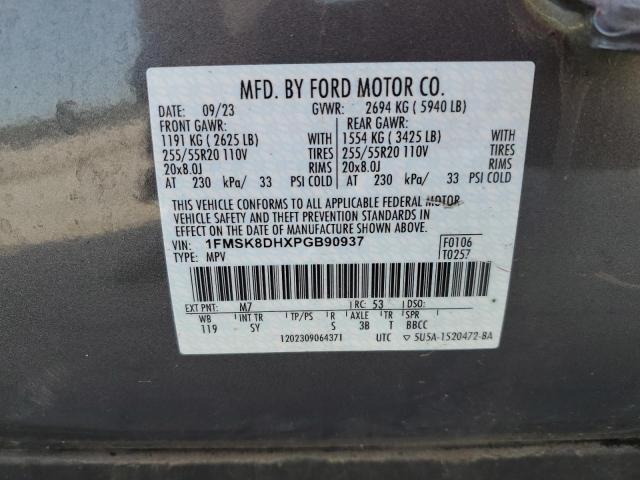 MFD. BY FORD MOTOR CO.
DATE: 09/23 GVWR: 2694 KG ( 5940 LB)
FRONT GAWR: REAR GAWR:
1191 KG ( 2625 LB) WITH 1554 KG ( 3425 LB) WITH
255/55R20 110V TIRES 255/55R20 110V TIRES
20x8.0J RIMS 20x8.0J RIMS
AT 230 kPa/ 33 PSI COLD AT 230 kPa/ 33 PSI COLD
THIS VEHICLE CONFORMS TO ALL APPLICABLE FEDERAL MOTOR
VEHICLE SAFETY AND THEFT PREVENTION STANDARDS IN
EFFECT ON THE DATE OF MANUFACTURE SHOWN ABOVE.
VIN: 1FMSK8DHXPGB90937 F0106
TYPE: MPV T0257
EXT PNT: M7 RC: 53 DSO:
WB TP/PS R AXLE TR SPR
119 SY S 3B T BBCC
1202309064371 UTC ▽ 5U5A-1520472-BA